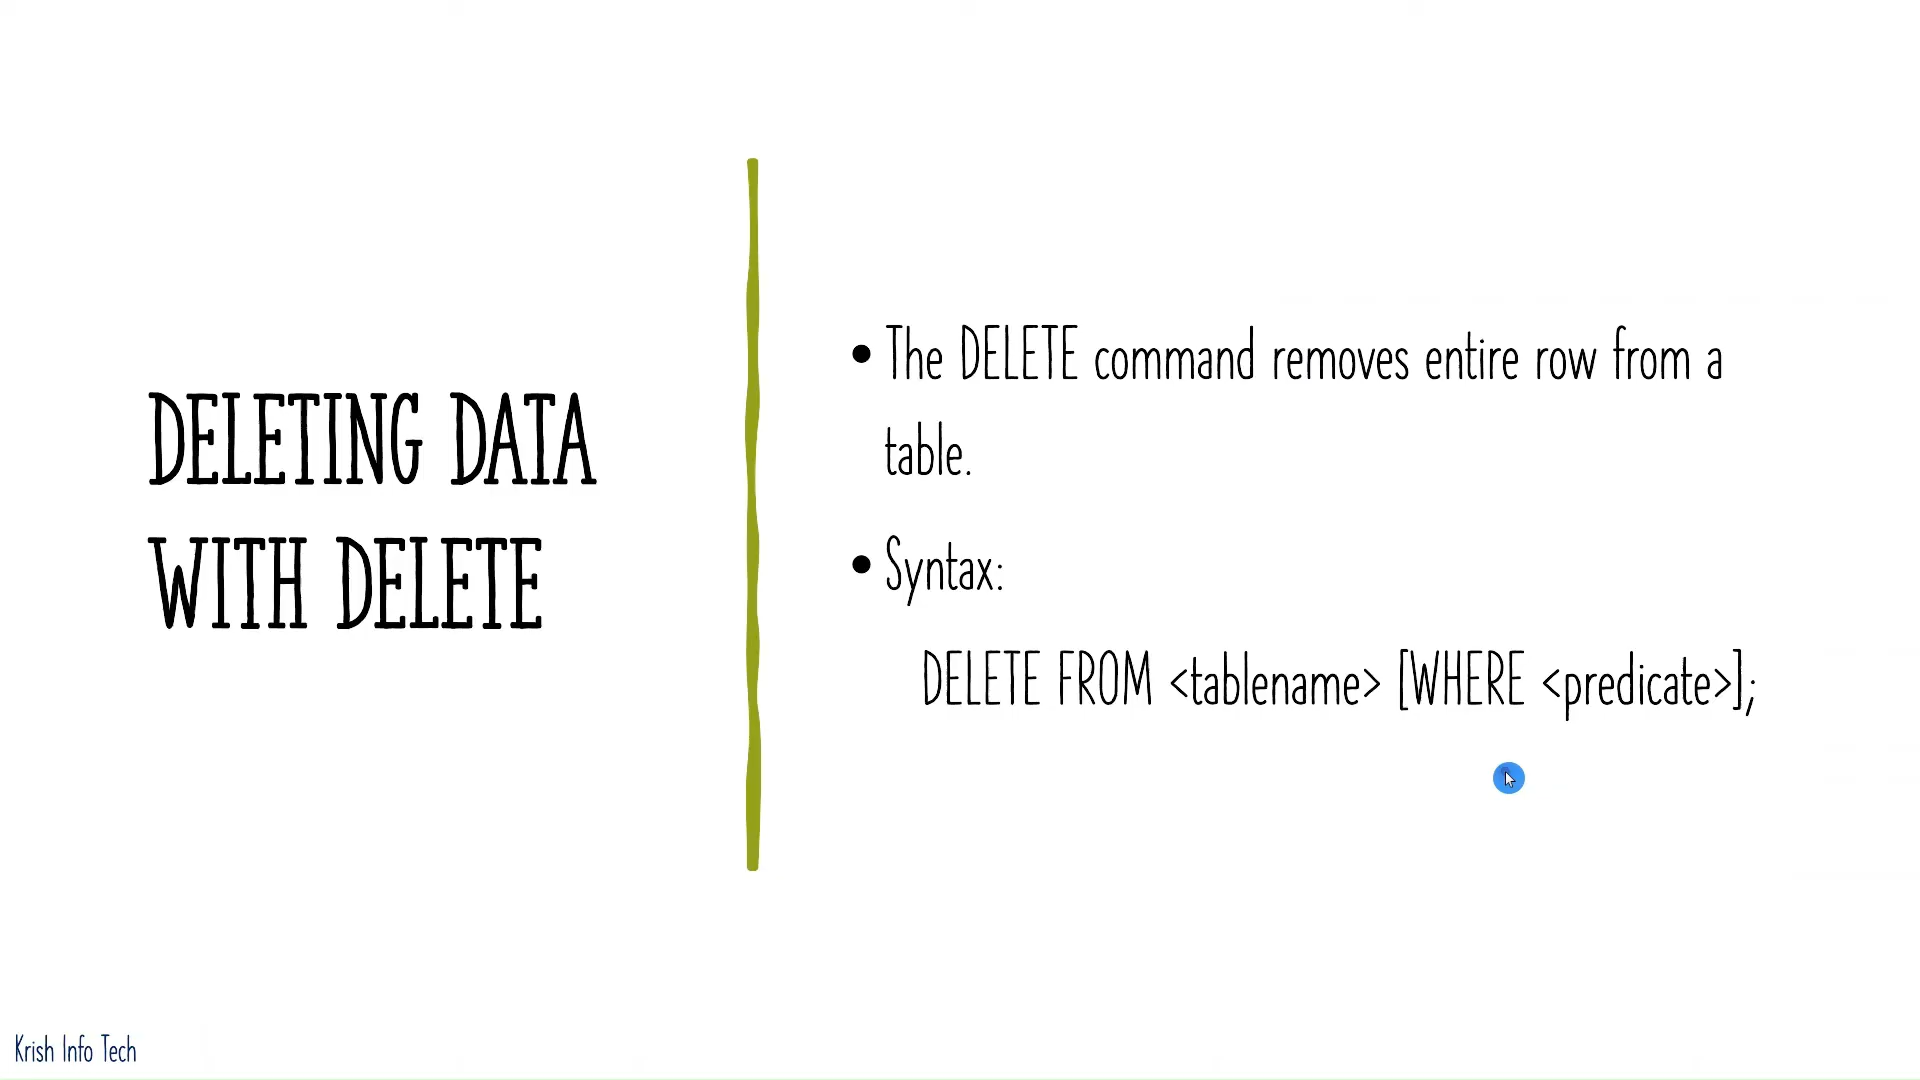 DELETING DATA
WITH DELETE
• The DELETE command removes entire row from a
table.
• Syntax:
DELETE FROM <tablename> [WHERE <predicate>];
Krish Info Tech